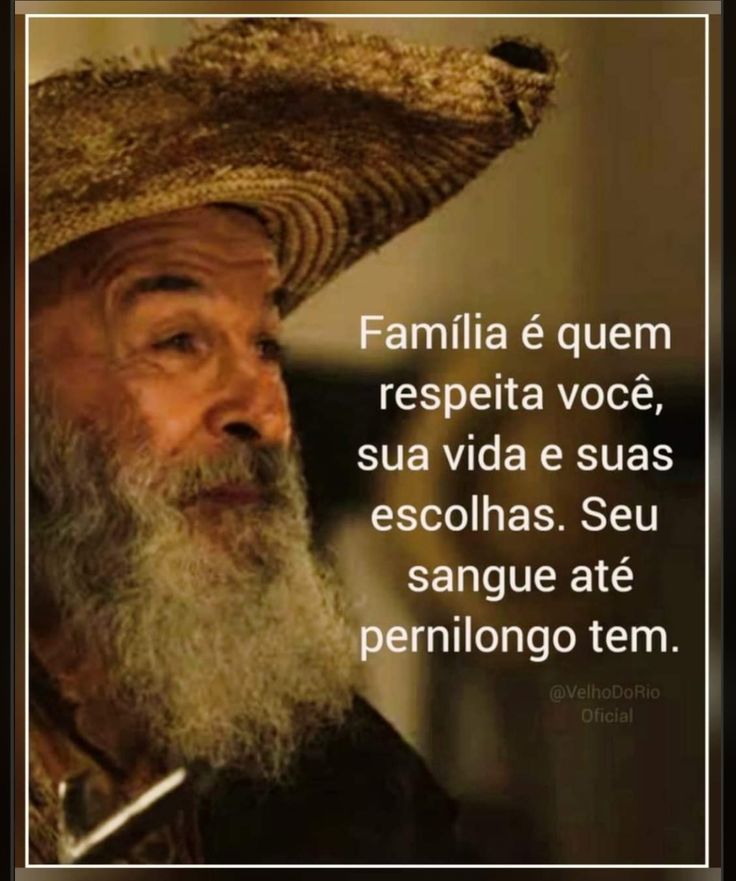 Família é quem
respeita você,
sua vida e suas
escolhas. Seu
sangue até
pernilongo tem.
@VelhoDoRio
Oficial